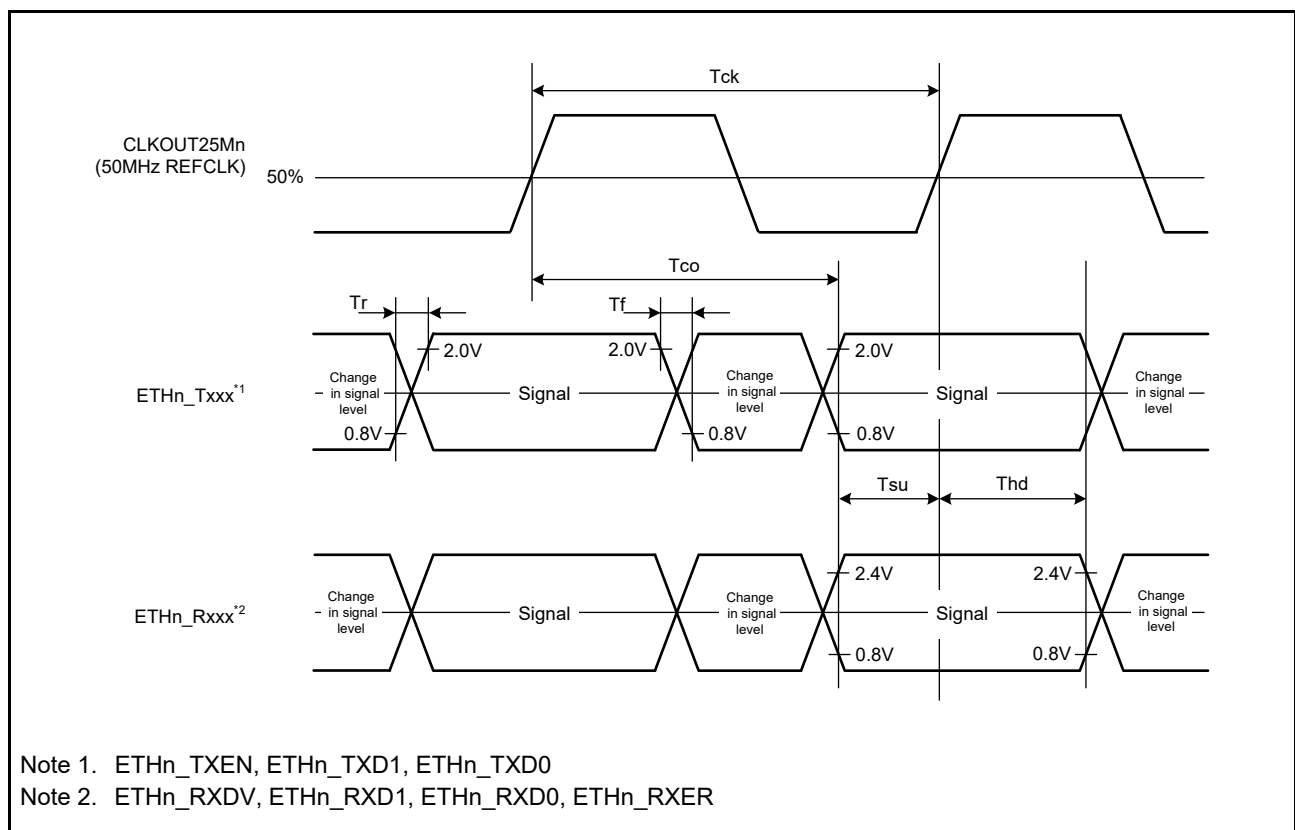 Tck
CLKOUT25Mn
(50MHz REFCLK)
50%
Tco
Tr
Tf
2.0V
2.0V
2.0V
ETHn_Txxx*1
Change
in signal
level
Signal
Change
in signal
level
Signal
Change
in signal
level
0.8V
0.8V
0.8V
Tsu
Thd
2.4V
2.4V
ETHn_Rxxx*2
Change
in signal
level
Signal
Change
in signal
level
Signal
Change
in signal
level
0.8V
0.8V
Note 1. ETHn_TXEN, ETHn_TXD1, ETHn_TXD0
Note 2. ETHn_RXDV, ETHn_RXD1, ETHn_RXD0, ETHn_RXER